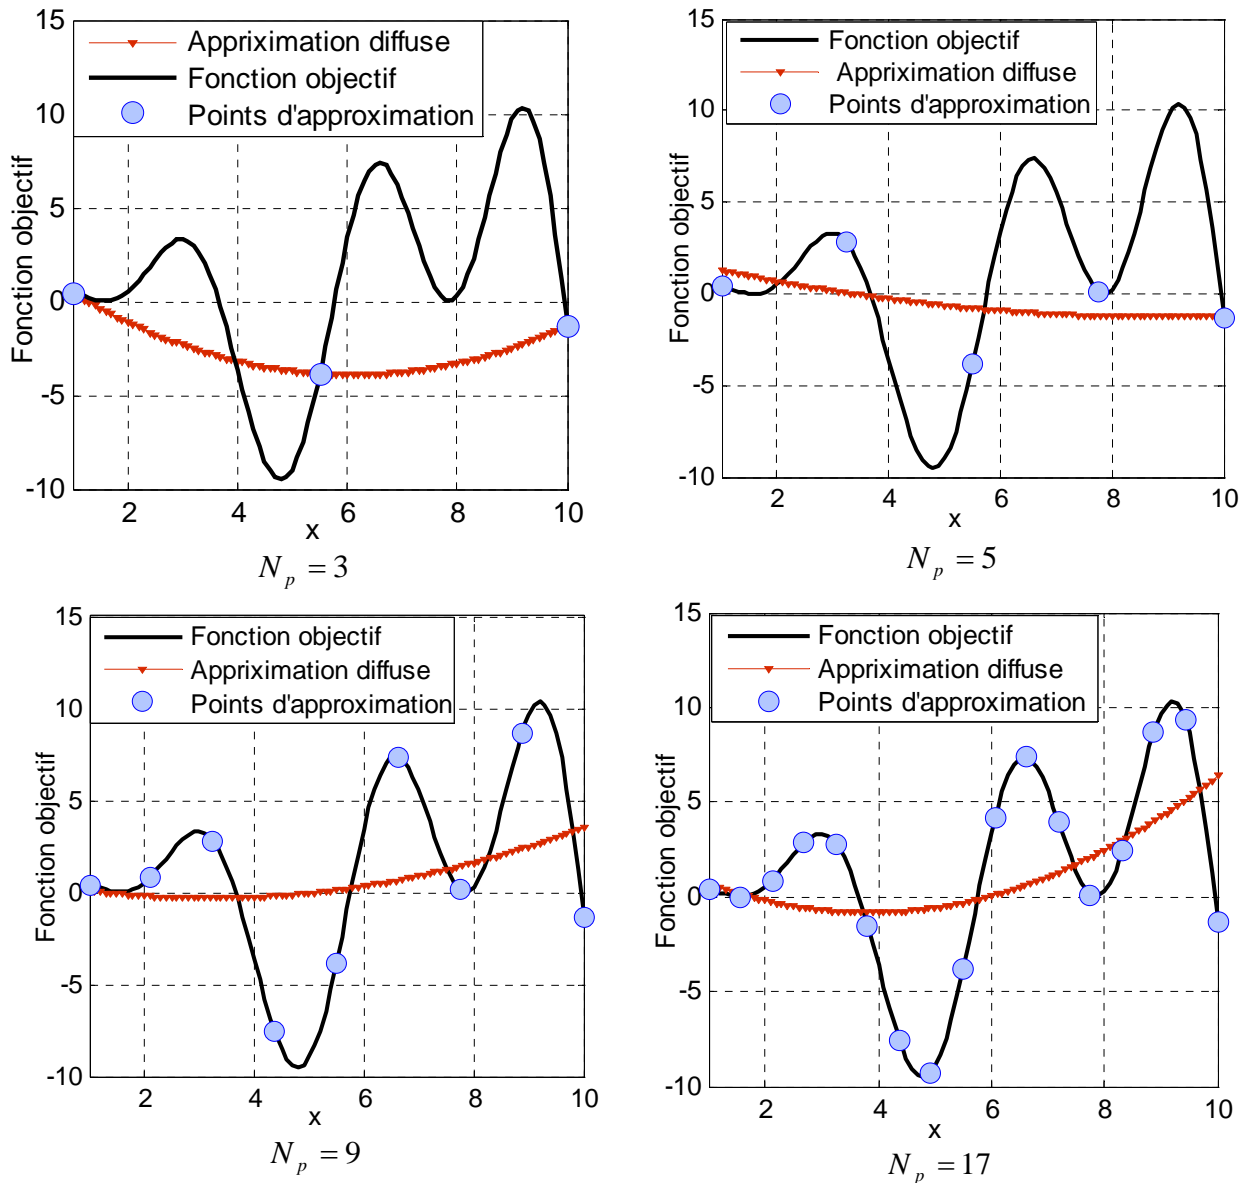 15
10
5
0
-5
-10
Fonction objectif
Appriximation diffuse
Fonction objectif
Points d'approximation
2
4
6
8
10
x
N_p = 3
15
10
5
0
-5
-10
Fonction objectif
Fonction objectif
Appriximation diffuse
Points d'approximation
2
4
6
8
10
x
N_p = 5
15
10
5
0
-5
-10
Fonction objectif
Fonction objectif
Appriximation diffuse
Points d'approximation
2
4
6
8
10
x
N_p = 9
15
10
5
0
-5
-10
Fonction objectif
Fonction objectif
Appriximation diffuse
Points d'approximation
2
4
6
8
10
x
N_p = 17